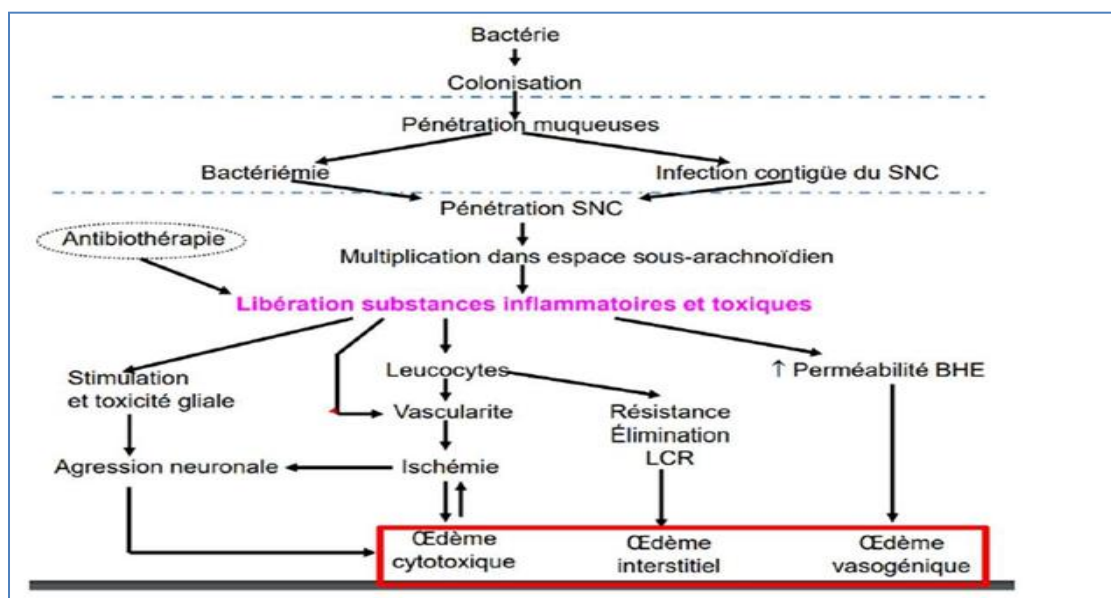 Bactérie
Colonisation
Pénétration muqueuses
Bactériémie
Infection contigüe du SNC
Pénétration SNC
Antibiothérapie
Multiplication dans espace sous-arachnoïdien
Libération substances inflammatoires et toxiques
Stimulation
et toxicité gliale
Leucocytes
↑ Perméabilité BHE
Vascularite
Résistance
Élimination
LCR
Agression neuronale
Ischémie
Œdème
cytotoxique
Œdème
interstitiel
Œdème
vasogénique